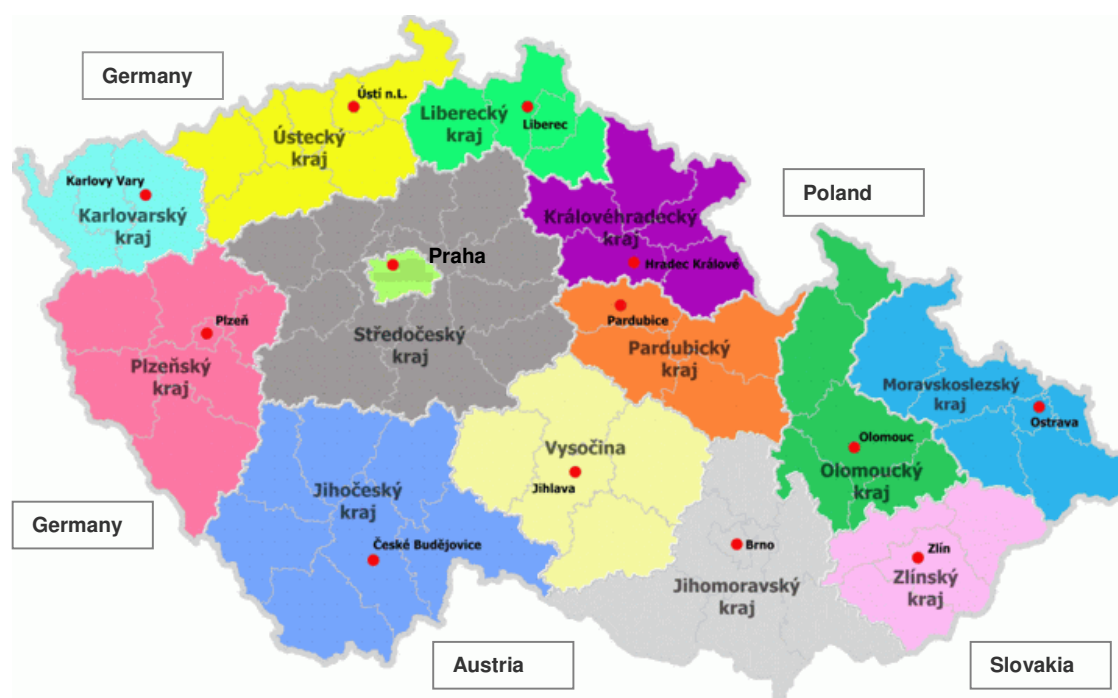 Germany
Ústí n.L.
Ústecký
kraj
Liberecký
kraj
Liberec
Karlovy Vary
Karlovarský
kraj
Poland
Královéhradecký
kraj
Hradec Králové
Praha
Středočeský
kraj
Plzeň
Plzeňský
kraj
Pardubice
Pardubický
kraj
Moravskoslezský
kraj
Ostrava
Olomouc
Olomoucký
kraj
Vysočina
Jihlava
Jihočeský
kraj
České Budějovice
Germany
Brno
Jihomoravský
kraj
Zlín
Zlínský
kraj
Austria
Slovakia